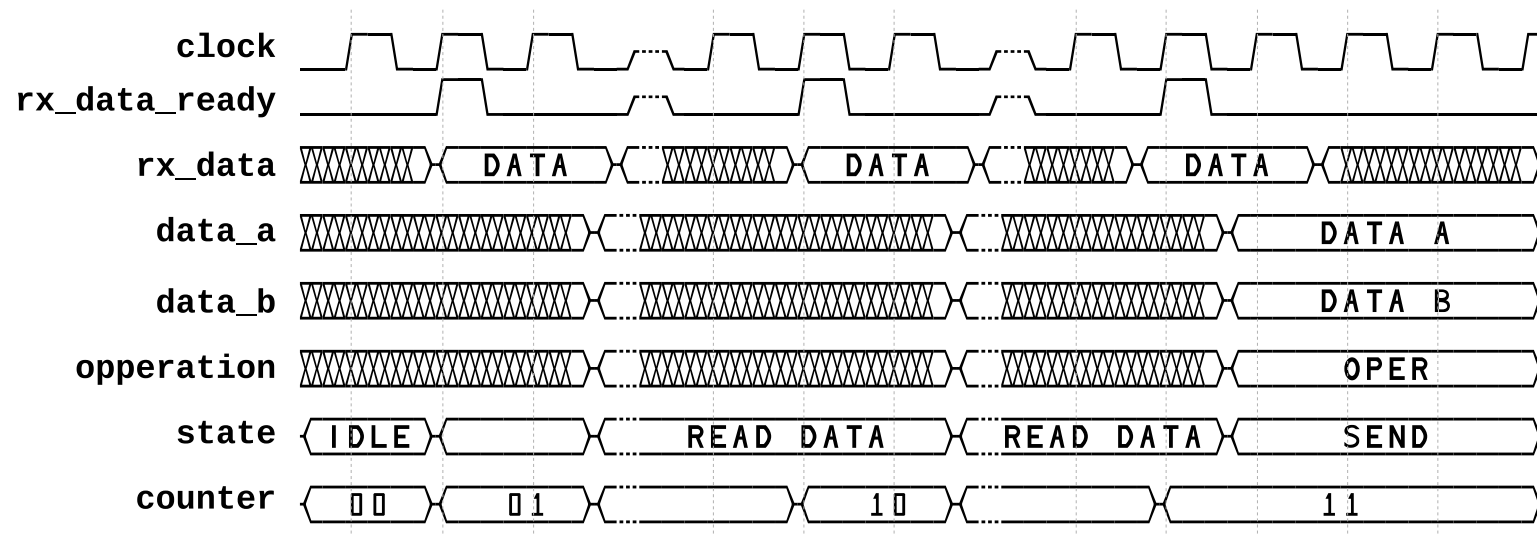 clock
rx_data_ready
rx_data DATA DATA DATA
data_a DATA A
data_b DATA B
opperation OPER
state IDLE READ DATA READ DATA SEND
counter 00 01 10 11